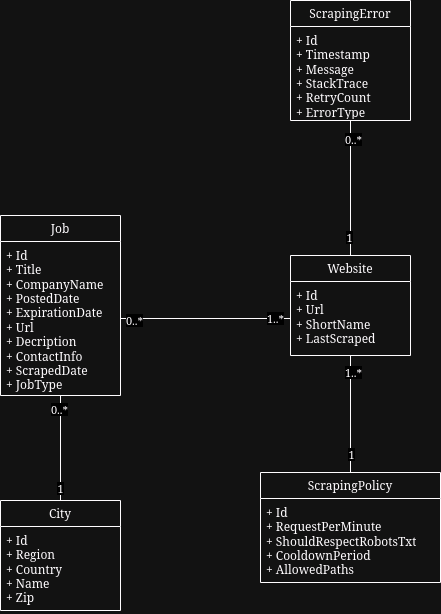 ScrapingError
+ Id
+ Timestamp
+ Message
+ StackTrace
+ RetryCount
+ ErrorType
0..*
1
Job
+ Id
+ Title
+ CompanyName
+ PostedDate
+ ExpirationDate
+ Url
+ Decription
+ ContactInfo
+ ScrapedDate
+ JobType
0..*
1..*
Website
+ Id
+ Url
+ ShortName
+ LastScraped
1..*
1
0..*
1
City
+ Id
+ Region
+ Country
+ Name
+ Zip
ScrapingPolicy
+ Id
+ RequestPerMinute
+ ShouldRespectRobotsTxt
+ CooldownPeriod
+ AllowedPaths